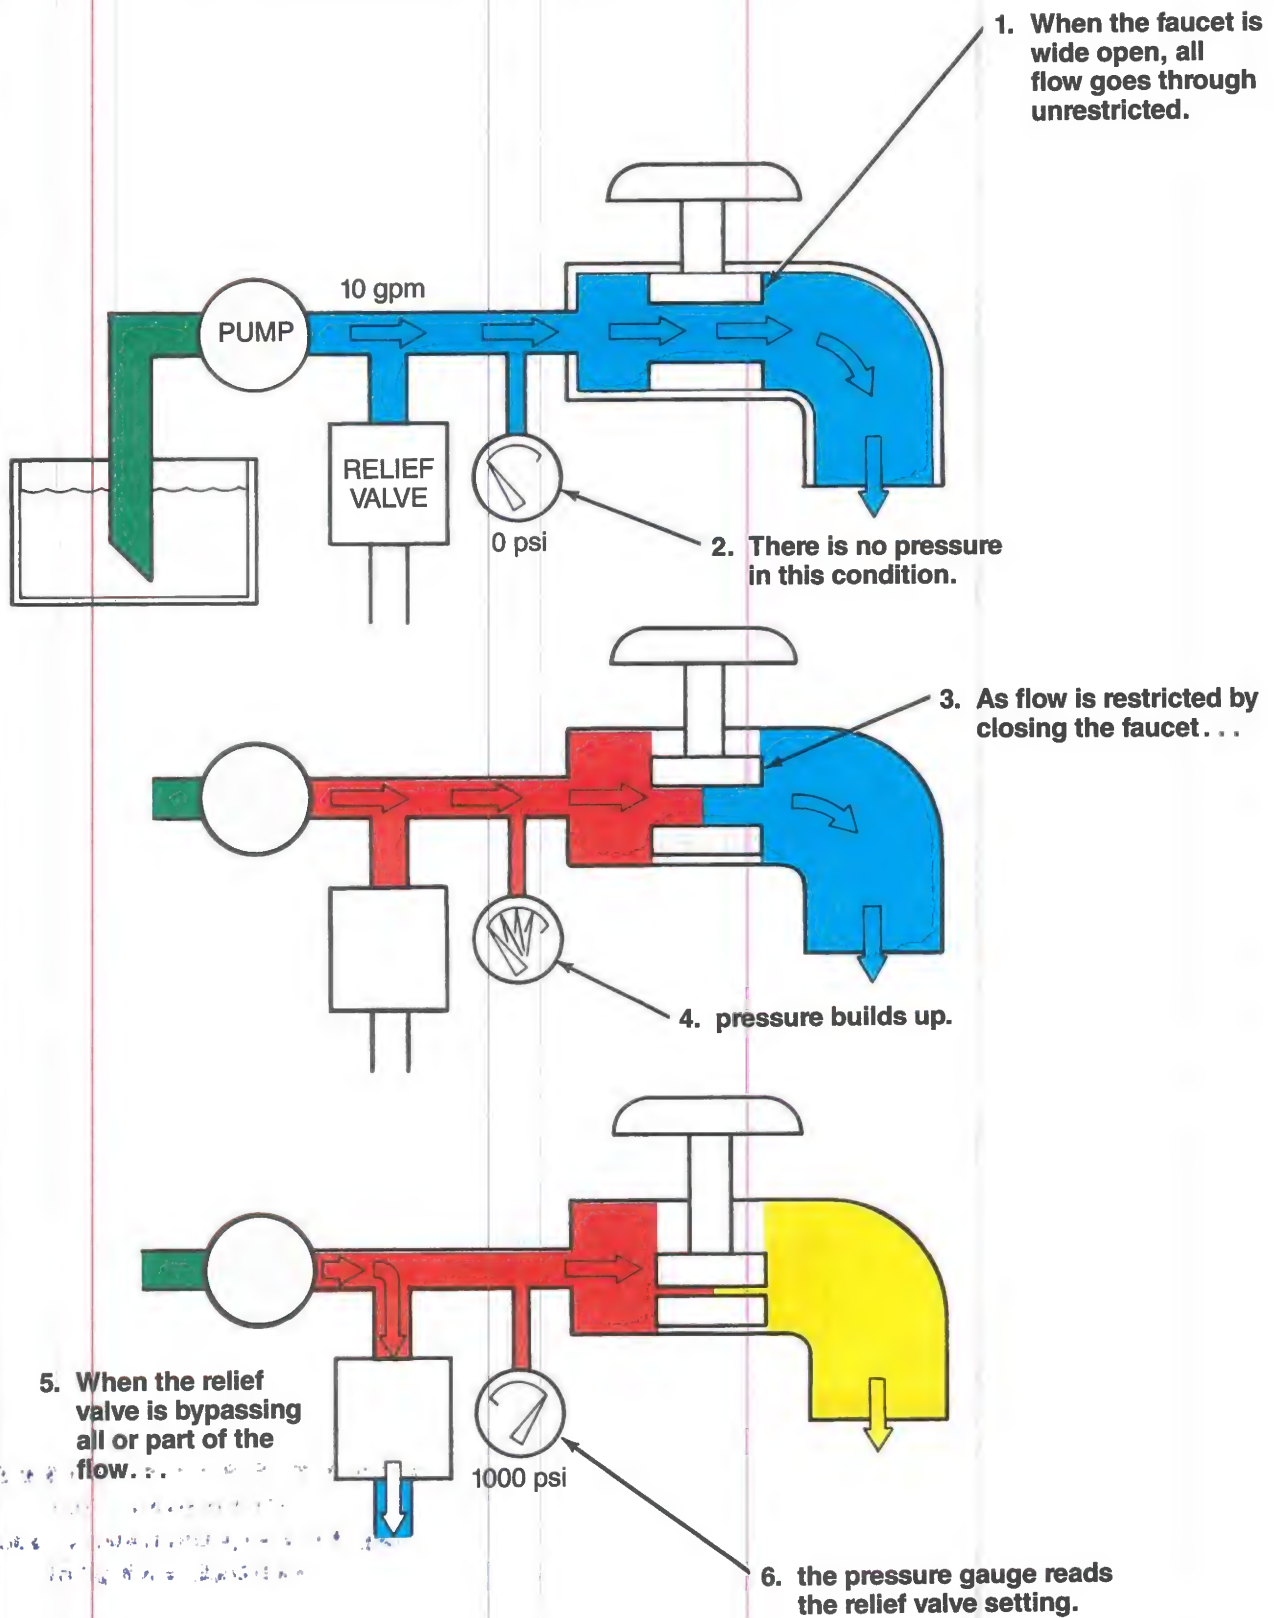 1. When the faucet is
wide open, all
flow goes through
unrestricted.
10 gpm
PUMP
RELIEF
VALVE
0 psi
2. There is no pressure
in this condition.
3. As flow is restricted by
closing the faucet...
4. pressure builds up.
5. When the relief
valve is bypassing
all or part of the
flow...
1000 psi
6. the pressure gauge reads
the relief valve setting.